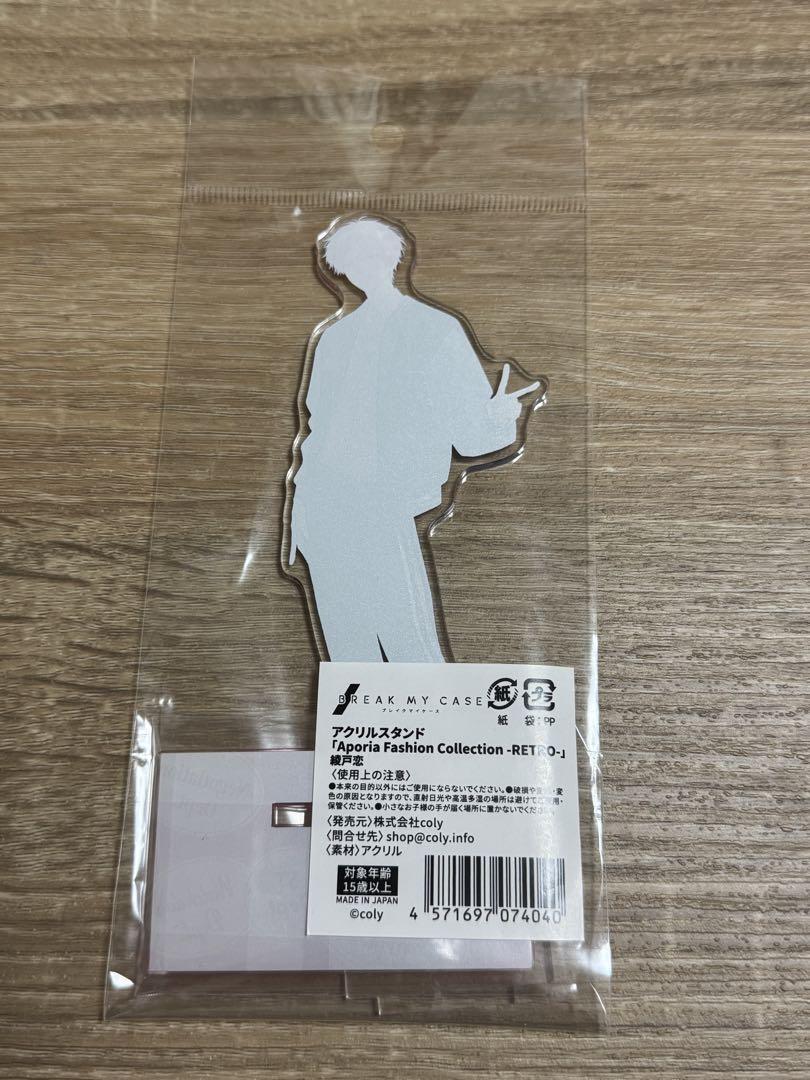 BREAK MY CASE
ブレイクマイケース
紙
プラ
紙 袋:PP
アクリルスタンド
「Aporia Fashion Collection -RETRO-」
綾戸恋
〈使用上の注意〉
●本来の目的以外にはご使用にならないでください。●破損や変形・変
色の原因となりますので、直射日光や高温多湿の場所は避けてご使用・
保管ください。●小さなお子様の手が届く場所に置かないでください。
〈発売元〉株式会社coly
〈問合せ先〉shop@coly.info
〈素材〉アクリル
対象年齢
15歳以上
MADE IN JAPAN
©coly
4 571697 074040